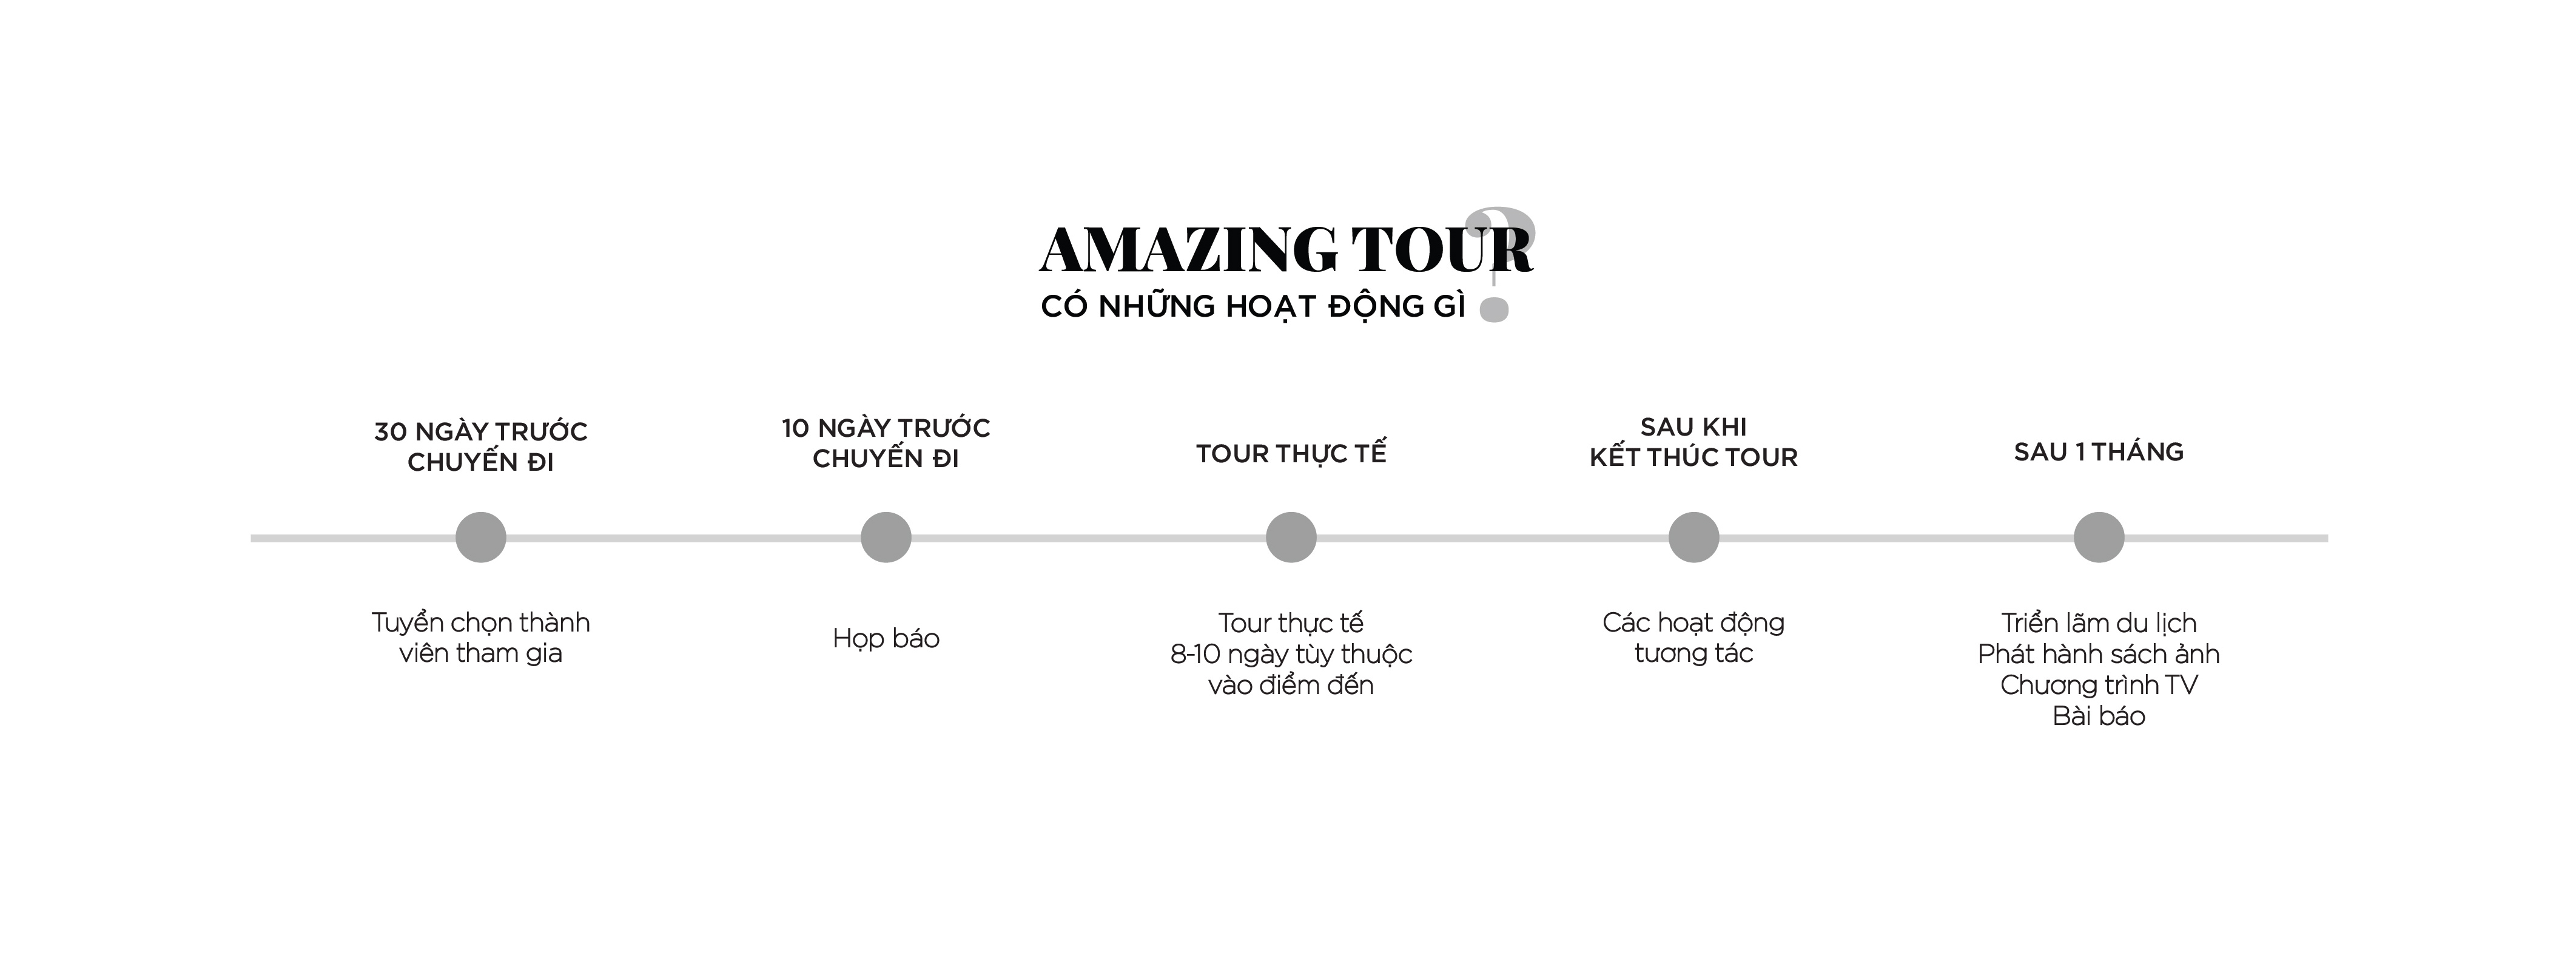 AMAZING TOUR
CÓ NHỮNG HOẠT ĐỘNG GÌ ?
30 NGÀY TRƯỚC
CHUYẾN ĐI
Tuyển chọn thành
viên tham gia
10 NGÀY TRƯỚC
CHUYẾN ĐI
Họp báo
TOUR THỰC TẾ
Tour thực tế
8-10 ngày tùy thuộc
vào điểm đến
SAU KHI
KẾT THÚC TOUR
Các hoạt động
tương tác
SAU 1 THÁNG
Triển lãm du lịch
Phát hành sách ảnh
Chương trình TV
Bài báo